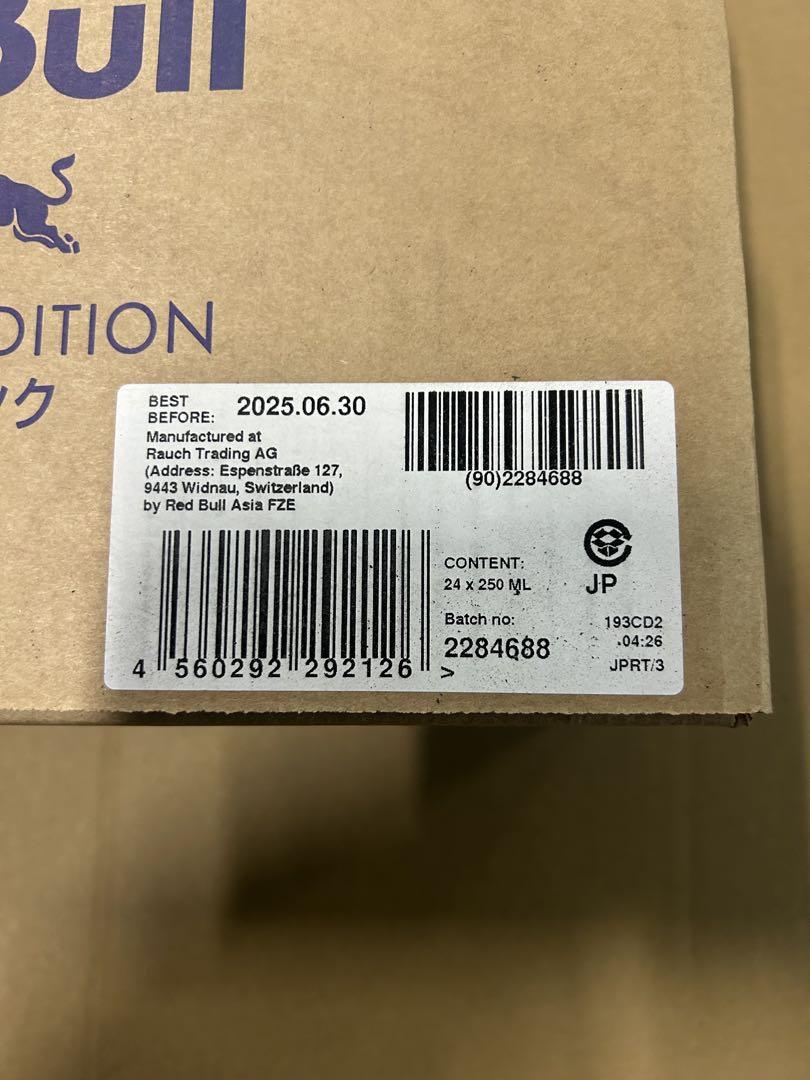 Bull
DITION
ック
BEST
BEFORE: 2025.06.30
Manufactured at
Rauch Trading AG
(Address: Espenstraße 127,
9443 Widnau, Switzerland)
by Red Bull Asia FZE
(90)2284688
CONTENT:
24 x 250 ML
JP
Batch no:
2284688
193CD2
04:26
JPRT/3
4 560292 292126 >